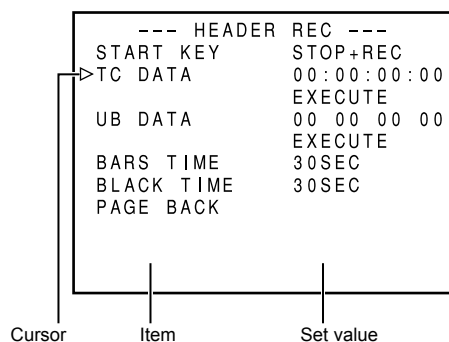 --- HEADER REC ---
START KEY STOP+REC
▷TC DATA 00:00:00:00
EXECUTE
UB DATA 00 00 00 00
EXECUTE
BARS TIME 30SEC
BLACK TIME 30SEC
PAGE BACK
Cursor Item Set value